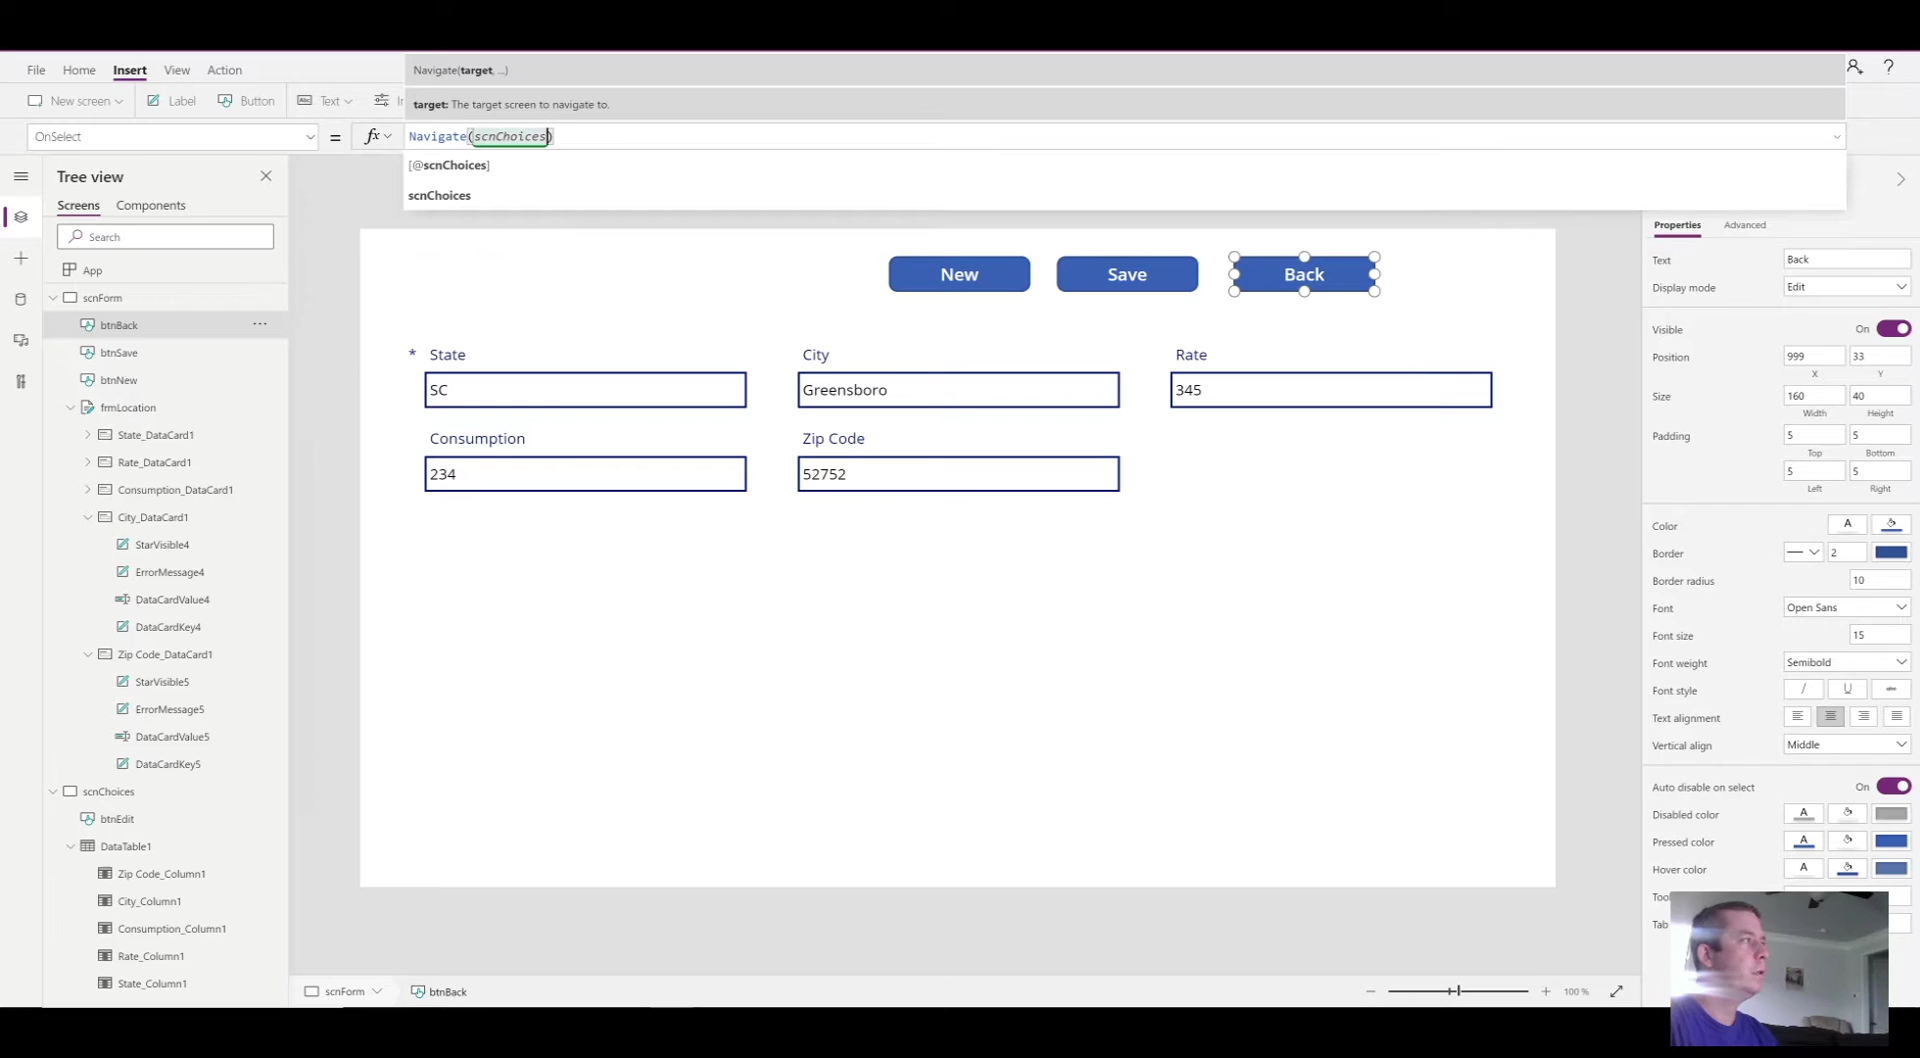 File Home Insert View Action
Navigate(target, ...)
New screen Label Button Text
target: The target screen to navigate to.
OnSelect = fx Navigate(scnChoices)
[@scnChoices]
scnChoices
Tree view
Screens Components
Search
App
scnForm
btnBack ...
btnSave
btnNew
frmLocation
State_DataCard1
Rate_DataCard1
Consumption_DataCard1
City_DataCard1
StarVisible4
ErrorMessage4
DataCardValue4
DataCardKey4
Zip Code_DataCard1
StarVisible5
ErrorMessage5
DataCardValue5
DataCardKey5
scnChoices
btnEdit
DataTable1
Zip Code_Column1
City_Column1
Consumption_Column1
Rate_Column1
State_Column1
New Save Back
* State City Rate
SC Greensboro 345
Consumption Zip Code
234 52752
scnForm btnBack
100 %
Properties Advanced
Text Back
Display mode Edit
Visible On
Position 999 33
X Y
Size 160 40
Width Height
Padding 5 5
Top Bottom
5 5
Left Right
Color A
Border 2
Border radius 10
Font Open Sans
Font size 15
Font weight Semibold
Font style / U abc
Text alignment
Vertical align Middle
Auto disable on select On
Disabled color A
Pressed color A
Hover color A
Tab